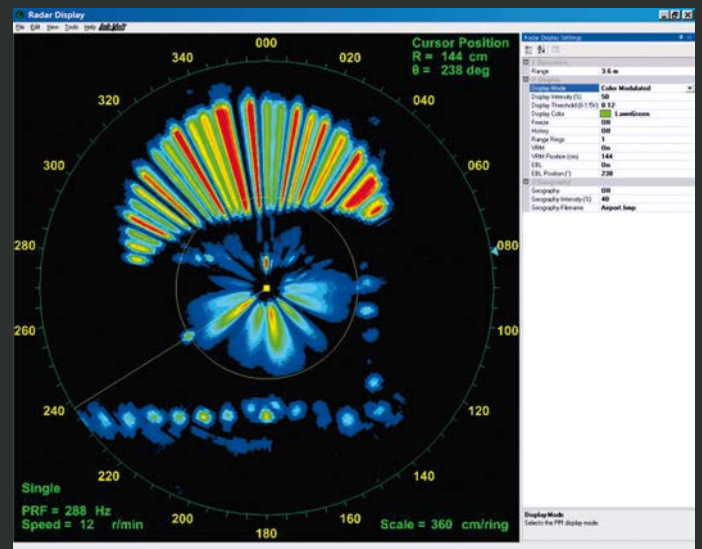 Radar Display
File Edit View Tools Help Lab-Volt
Cursor Position
R = 144 cm
θ = 238 deg
000
020
040
060
080
100
120
140
160
180
200
220
240
260
280
300
320
340
Single
PRF = 288 Hz
Speed = 12 r/min
Scale = 360 cm/ring
Radar Display Settings
Range 3.6 m
2. Display
Display Mode Color Modulated
Display Intensity (%) 50
Display Threshold (0-1.5V) 0.12
Display Color LawnGreen
Freeze Off
History Off
Range Rings 1
VRM On
VRM Position (cm) 144
EBL On
EBL Position (°) 238
Geography Off
Geography Intensity (%) 40
Geography Filename Airport.bmp
Display Mode
Selects the PPI display mode.